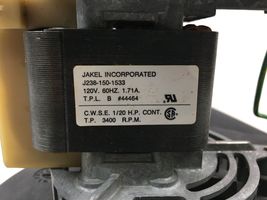 JAKEL INCORPORATED
J238-150-1533
120V. 60HZ. 1.71A.
T.P.L. B #44464
C.W.S.E. 1/20 H.P. CONT.
T.P. 3400 R.P.M.